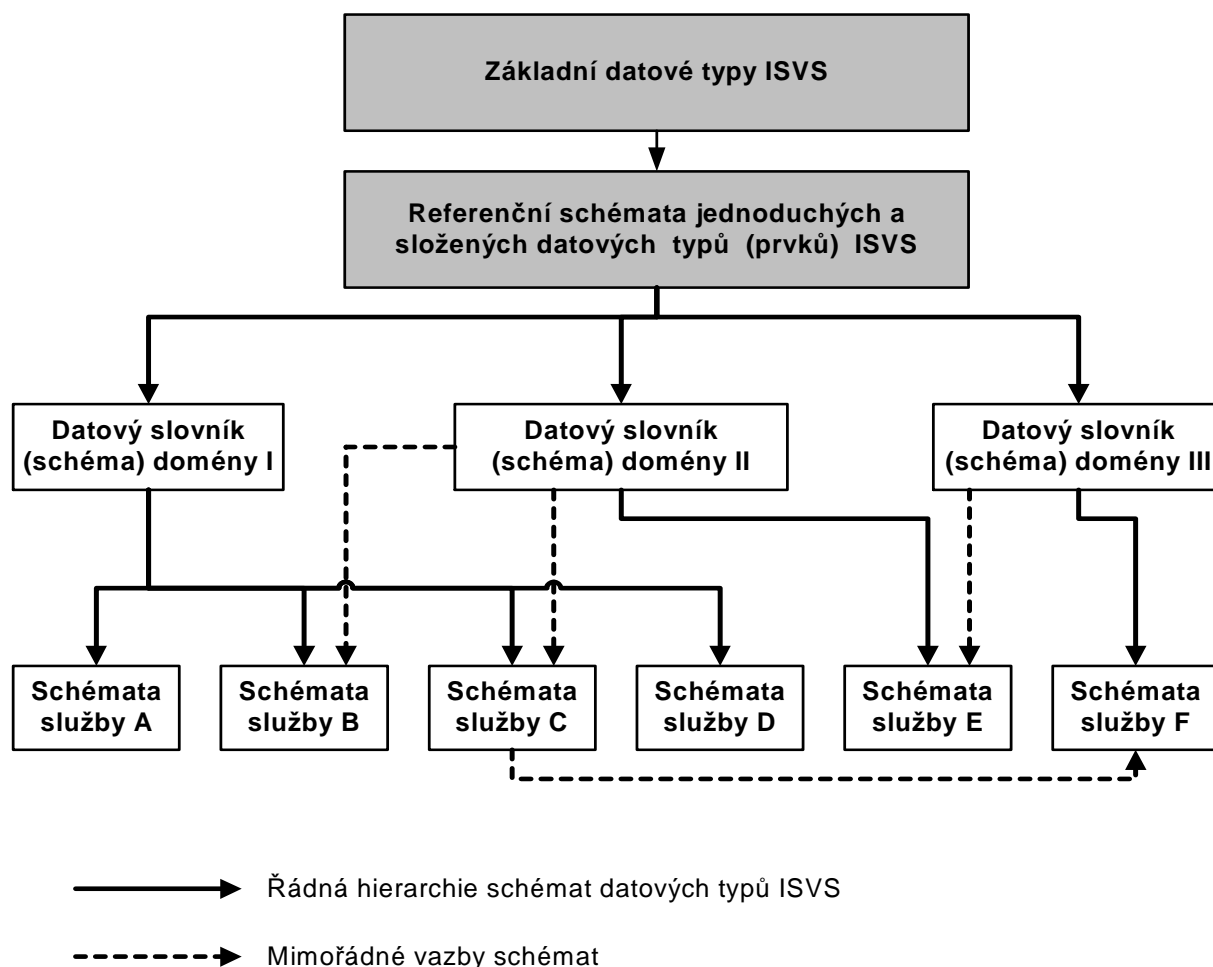 Základní datové typy ISVS
Referenční schémata jednoduchých a
složených datových typů (prvků) ISVS
Datový slovník
(schéma) domény I
Datový slovník
(schéma) domény II
Datový slovník
(schéma) domény III
Schémata
služby A
Schémata
služby B
Schémata
služby C
Schémata
služby D
Schémata
služby E
Schémata
služby F
Řádná hierarchie schémat datových typů ISVS
Mimořádné vazby schémat